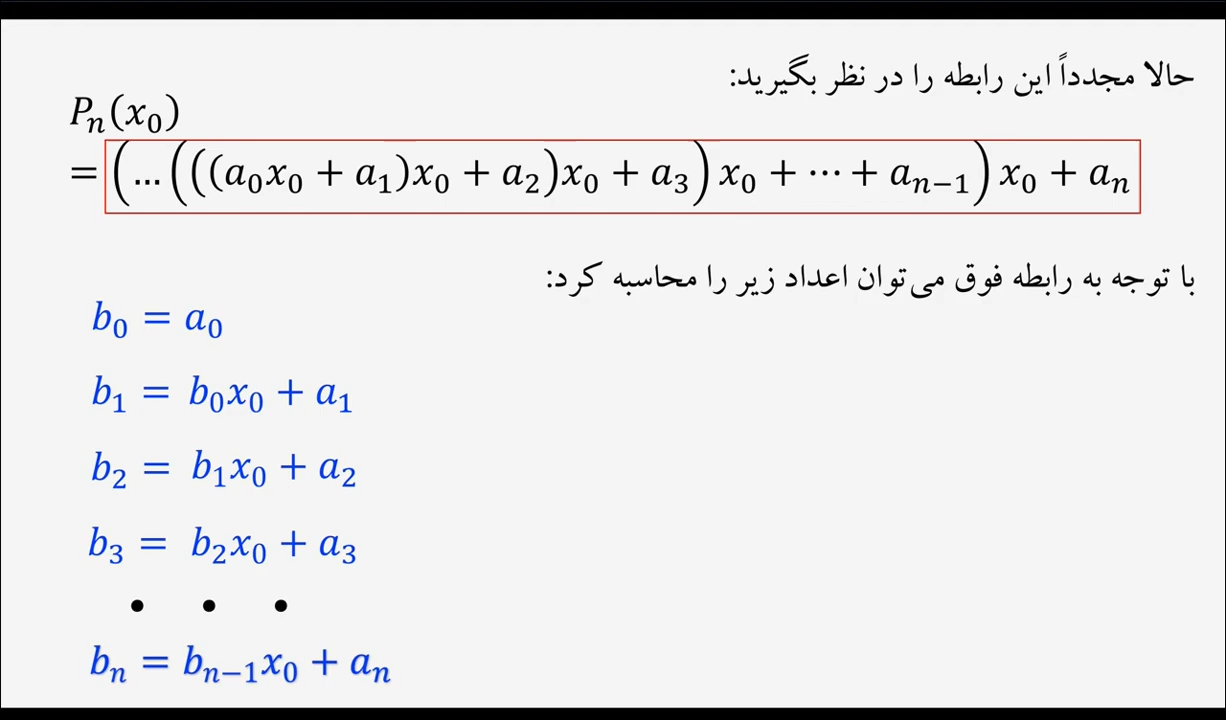 حالا مجدداً این رابطه را در نظر بگیرید:
Pₙ(x₀)
= (…(((a₀x₀ + a₁)x₀ + a₂)x₀ + a₃)x₀ + ⋯ + aₙ₋₁)x₀ + aₙ
با توجه به رابطه فوق می‌توان اعداد زیر را محاسبه کرد:
b₀ = a₀
b₁ = b₀x₀ + a₁
b₂ = b₁x₀ + a₂
b₃ = b₂x₀ + a₃
• • •
bₙ = bₙ₋₁x₀ + aₙ